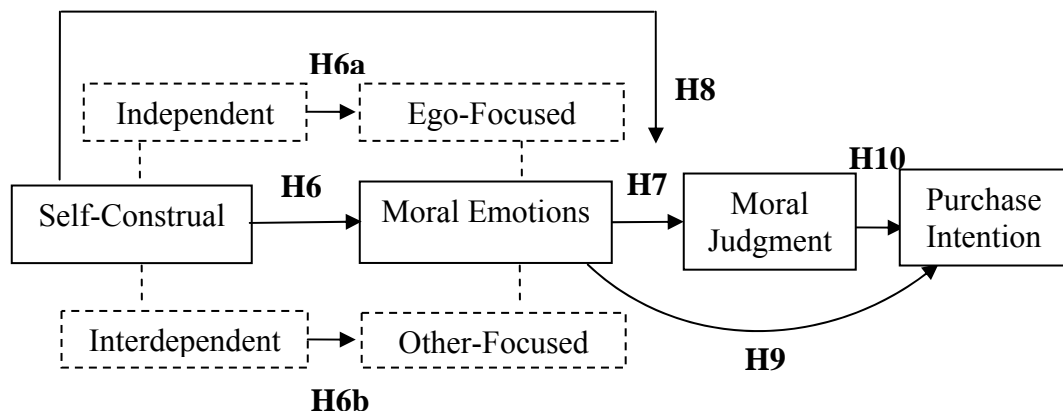 H6a
Independent
Ego-Focused
H8
H10
H6
H7
Self-Construal
Moral Emotions
Moral
Judgment
Purchase
Intention
Interdependent
Other-Focused
H9
H6b